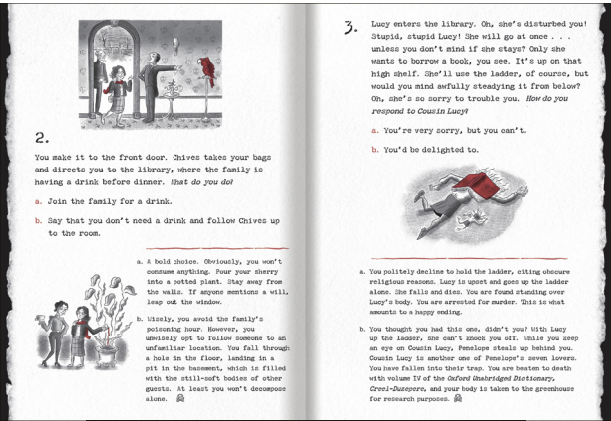 2.
You make it to the front door. Chives takes your bags
and directs you to the library, where the family is
having a drink before dinner. What do you do?
a. Join the family for a drink.
b. Say that you don't need a drink and follow Chives up
to the room.
a. A bold choice. Obviously, you won't
consume anything. Pour your sherry
into a potted plant. Stay away from
the walls. If anyone mentions a will,
leap out the window.
b. Wisely, you avoid the family's
poisoning hour. However, you
unwisely opt to follow someone to an
unfamiliar location. You fall through
a hole in the floor, landing in a
pit in the basement, which is filled
with the still-soft bodies of other
guests. At least you won't decompose
alone.
3.
Lucy enters the library. Oh, she's disturbed you!
Stupid, stupid Lucy! She will go at once . . .
unless you don't mind if she stays? Only she
wants to borrow a book, you see. It's up on that
high shelf. She'll use the ladder, of course, but
would you mind awfully steadying it from below?
Oh, she's so sorry to trouble you. How do you
respond to Cousin Lucy?
a. You're very sorry, but you can't.
b. You'd be delighted to.
a. You politely decline to hold the ladder, citing obscure
religious reasons. Lucy is upset and goes up the ladder
alone. She falls and dies. You are found standing over
Lucy's body. You are arrested for murder. This is what
amounts to a happy ending.
b. You thought you had this one, didn't you? With Lucy
up the ladder, she can't knock you off. While you keep
an eye on Cousin Lucy, Penelope steals up behind you.
Cousin Lucy is another one of Penelope's seven lovers.
You have fallen into their trap. You are beaten to death
with volume IV of the Oxford Unabridged Dictionary,
Creel-Duzepere, and your body is taken to the greenhouse
for research purposes.